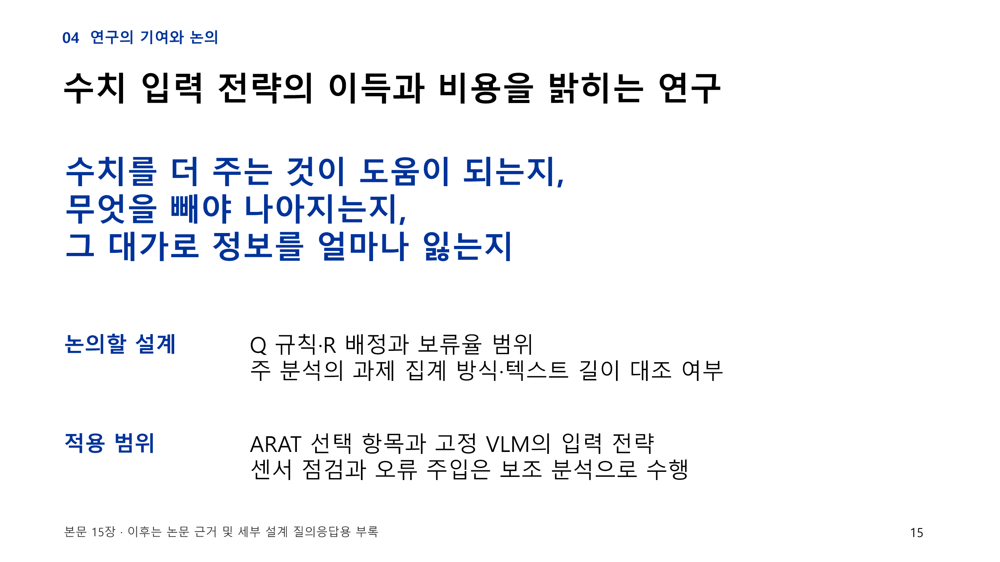 04 연구의 기여와 논의
수치 입력 전략의 이득과 비용을 밝히는 연구
수치를 더 주는 것이 도움이 되는지,
무엇을 빼야 나아지는지,
그 대가로 정보를 얼마나 잃는지
논의할 설계
Q 규칙·R 배정과 보류율 범위
주 분석의 과제 집계 방식·텍스트 길이 대조 여부
적용 범위
ARAT 선택 항목과 고정 VLM의 입력 전략
센서 점검과 오류 주입은 보조 분석으로 수행
본문 15장 · 이후는 논문 근거 및 세부 설계 질의응답용 부록
15